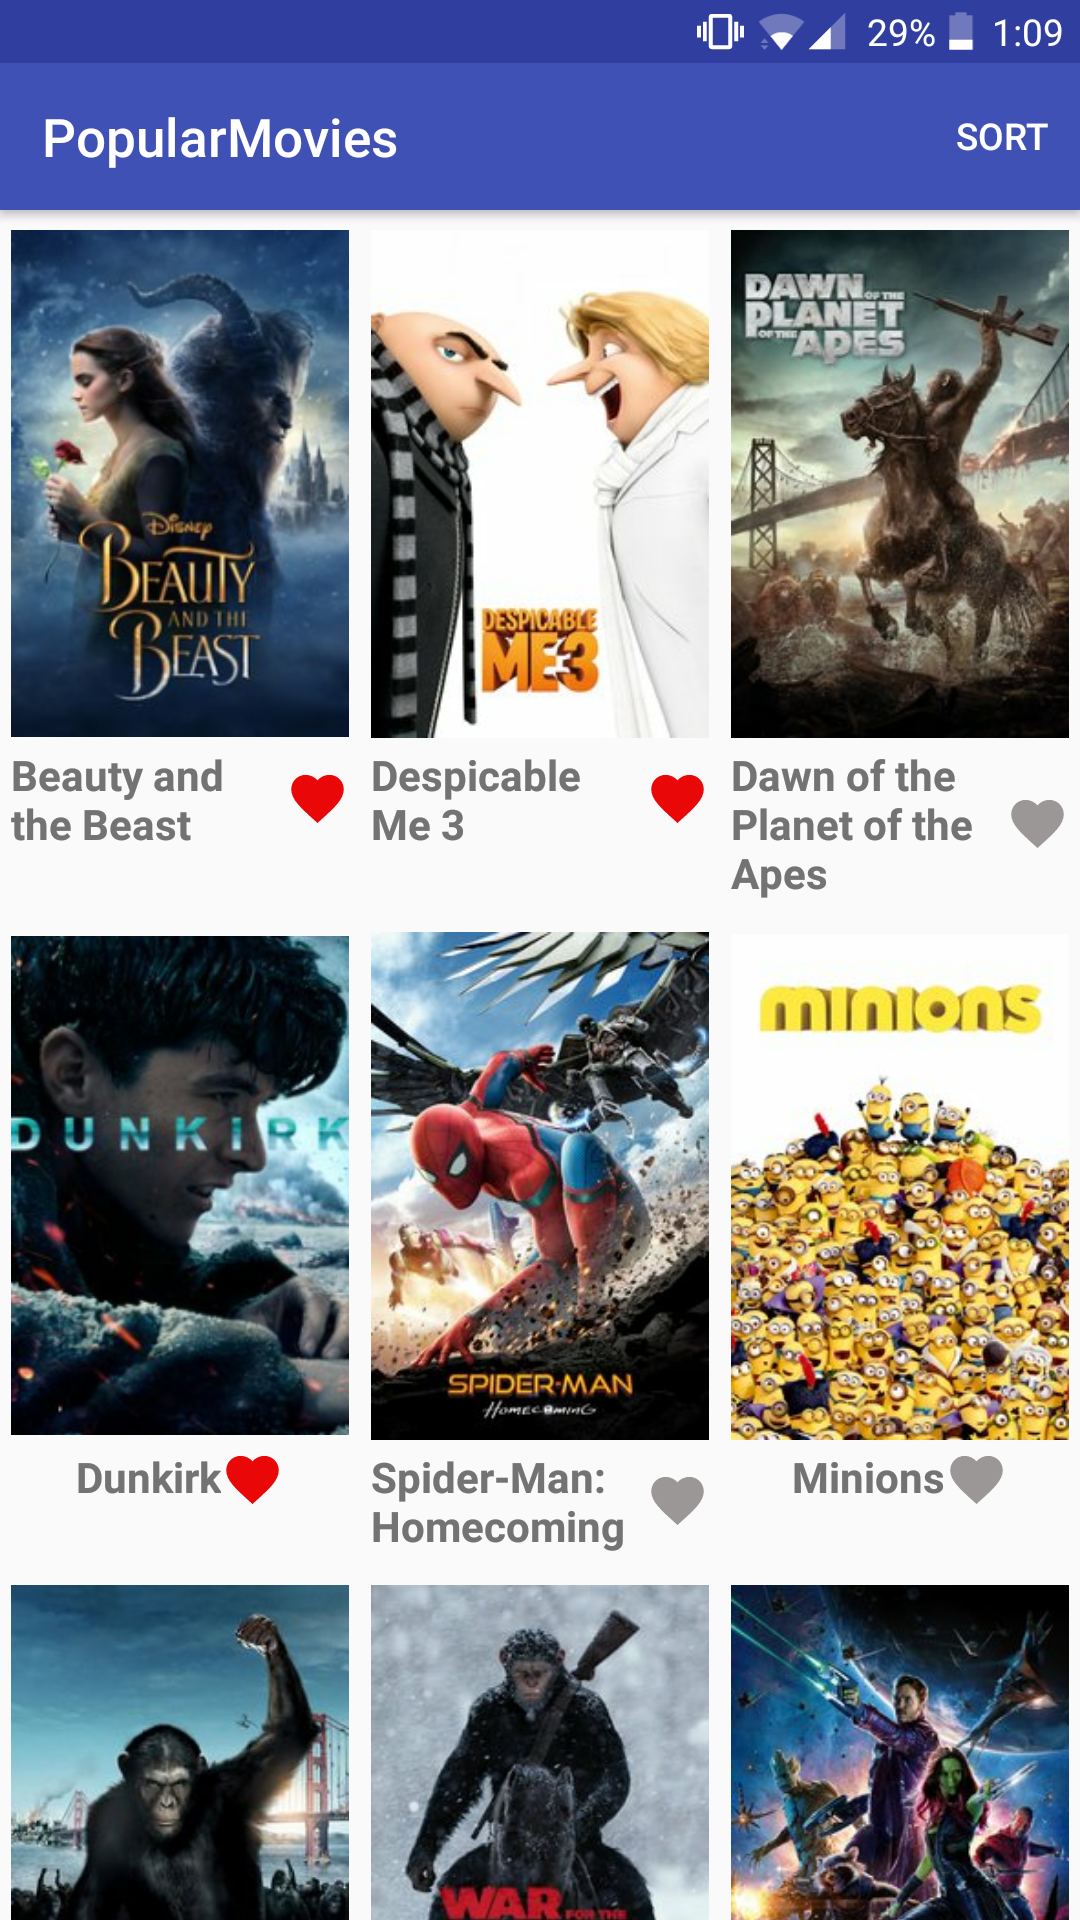 29% 1:09
PopularMovies
SORT
Disney
BEAUTY
AND THE
BEAST
DESPICABLE
ME3
DAWN OF THE
PLANET
OF THE APES
Beauty and
the Beast
Despicable
Me 3
Dawn of the
Planet of the
Apes
DUNKIRK
SPIDER-MAN
HOMECOMING
minions
Dunkirk
Spider-Man:
Homecoming
Minions
WAR FOR THE